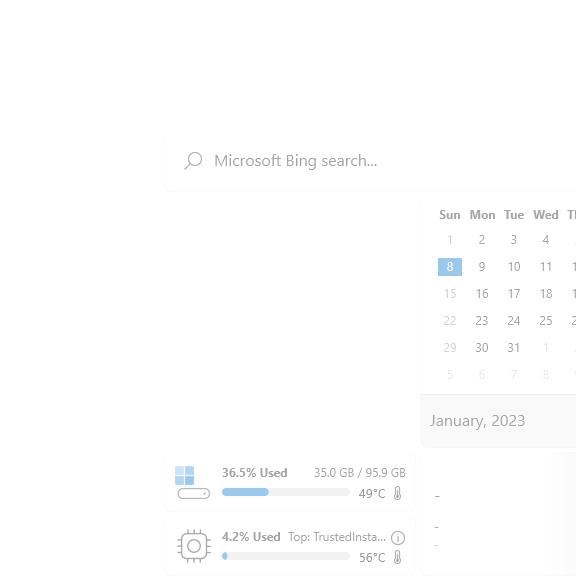 Microsoft Bing search...
Sun Mon Tue Wed
1 2 3 4
8 9 10 11
15 16 17 18
22 23 24 25
29 30 31 1
5 6 7 8
January, 2023
36.5% Used 35.0 GB / 95.9 GB
49°C
-
4.2% Used Top: TrustedInsta...
-
56°C
-